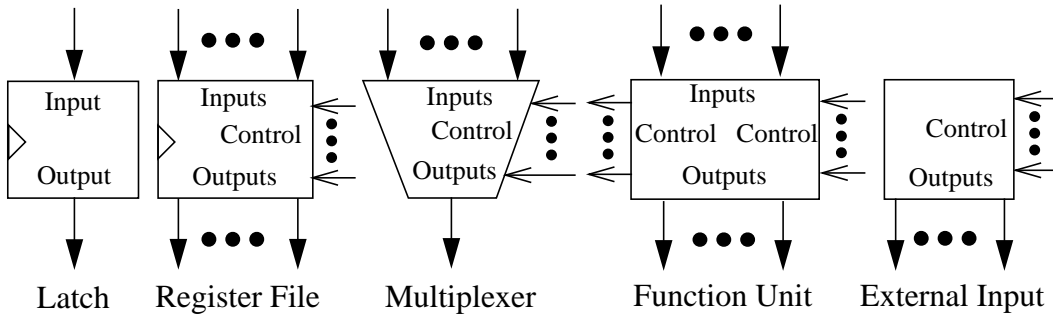 Input
Output
Latch
Inputs
Control
Outputs
Register File
Inputs
Control
Outputs
Multiplexer
Inputs
Control Control
Outputs
Function Unit
Control
Outputs
External Input